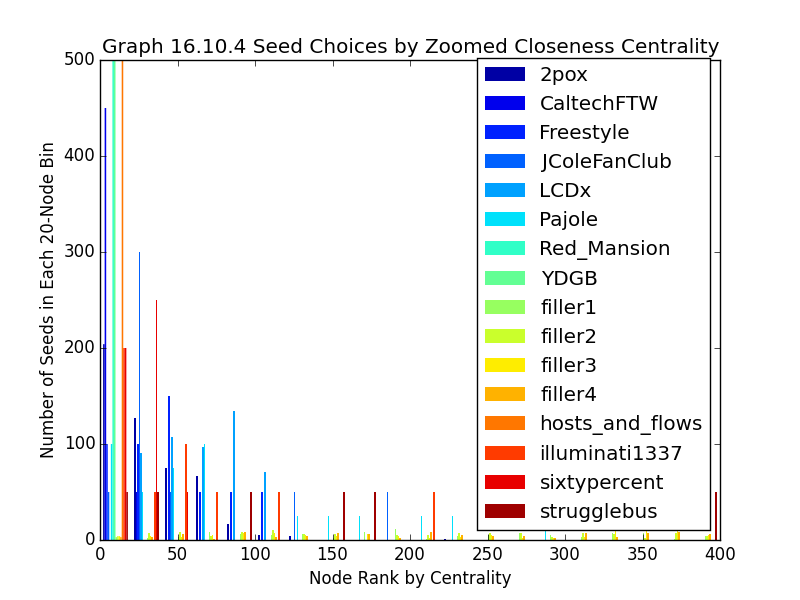 Graph 16.10.4 Seed Choices by Zoomed Closeness Centrality
Number of Seeds in Each 20-Node Bin
500
400
300
200
100
0
2pox
CaltechFTW
Freestyle
JColeFanClub
LCDx
Pajole
Red_Mansion
YDGB
filler1
filler2
filler3
filler4
hosts_and_flows
illuminati1337
sixtypercent
strugglebus
0 50 100 150 200 250 300 350 400
Node Rank by Centrality